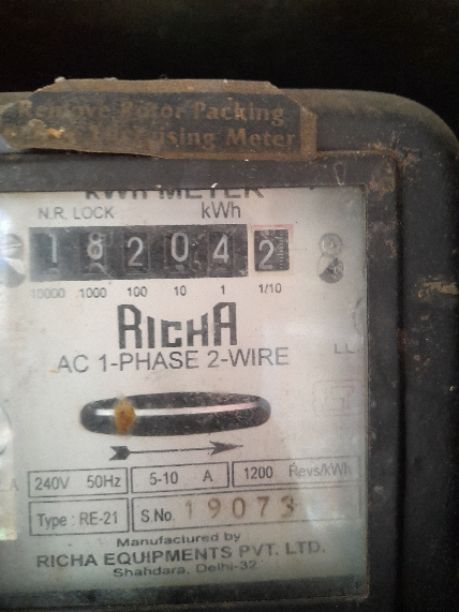 Remove Rotor Packing
Meter
kWh METER
N.R. LOCK kWh
1 8 2 0 4 2
10000 1000 100 10 1 1/10
RICHA
AC 1-PHASE 2-WIRE
240V 50Hz 5-10 A 1200 Revs/kWh
Type : RE-21 S.No. 19073
Manufactured by
RICHA EQUIPMENTS PVT. LTD.
Shahdara, Delhi-32